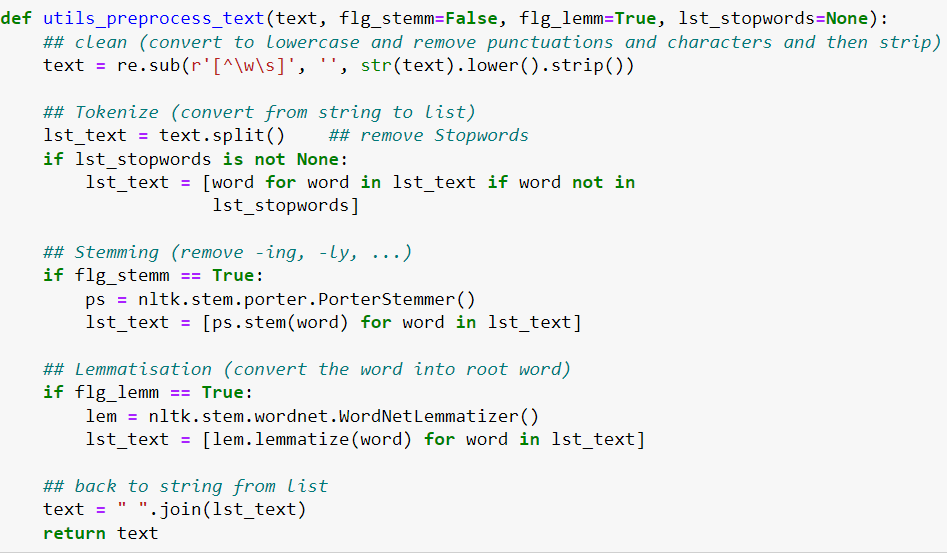 def utils_preprocess_text(text, flg_stemm=False, flg_lemm=True, lst_stopwords=None):
    ## clean (convert to lowercase and remove punctuations and characters and then strip)
    text = re.sub(r'[^\w\s]', '', str(text).lower().strip())

    ## Tokenize (convert from string to list)
    lst_text = text.split()    ## remove Stopwords
    if lst_stopwords is not None:
        lst_text = [word for word in lst_text if word not in
                    lst_stopwords]

    ## Stemming (remove -ing, -ly, ...)
    if flg_stemm == True:
        ps = nltk.stem.porter.PorterStemmer()
        lst_text = [ps.stem(word) for word in lst_text]

    ## Lemmatisation (convert the word into root word)
    if flg_lemm == True:
        lem = nltk.stem.wordnet.WordNetLemmatizer()
        lst_text = [lem.lemmatize(word) for word in lst_text]

    ## back to string from list
    text = " ".join(lst_text)
    return text